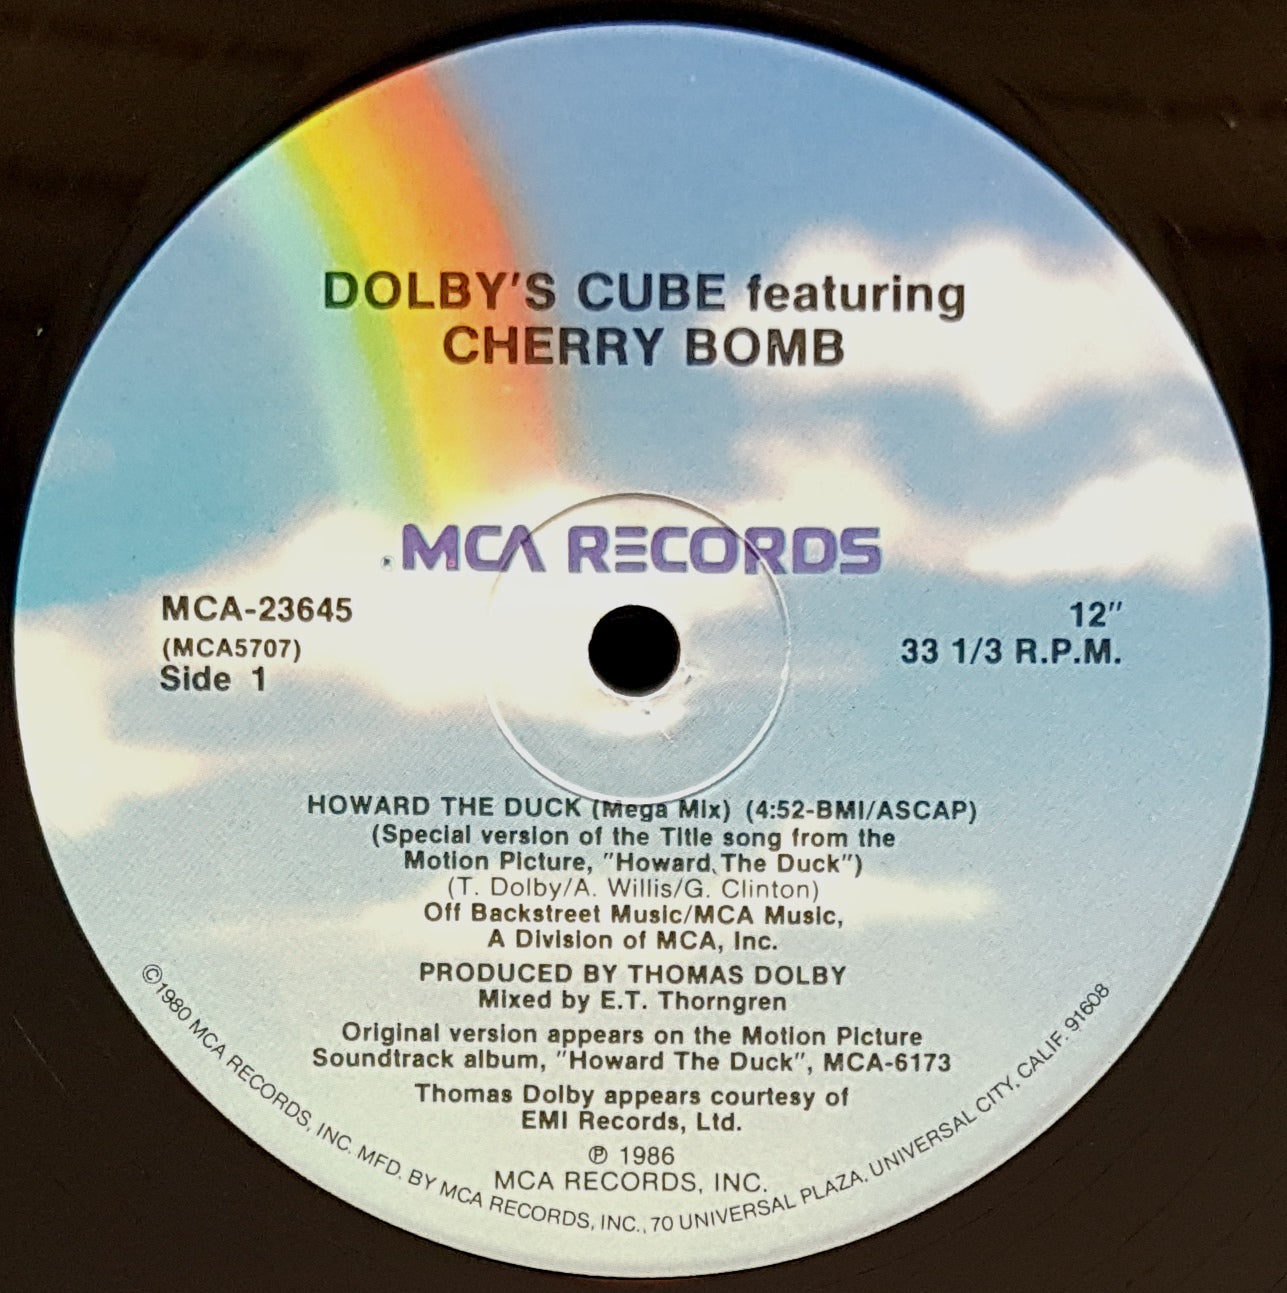 DOLBY'S CUBE featuring
CHERRY BOMB
MCA RECORDS
MCA-23645
(MCA5707)
Side 1
12"
33 1/3 R.P.M.
HOWARD THE DUCK (Mega Mix) (4:52-BMI/ASCAP)
(Special version of the Title song from the
Motion Picture, "Howard The Duck")
(T. Dolby/A. Willis/G. Clinton)
Off Backstreet Music/MCA Music,
A Division of MCA, Inc.
PRODUCED BY THOMAS DOLBY
Mixed by E.T. Thorngren
Original version appears on the Motion Picture
Soundtrack album, "Howard The Duck", MCA-6173
Thomas Dolby appears courtesy of
EMI Records, Ltd.
℗ 1986
MCA RECORDS, INC.
©1980 MCA RECORDS, INC. MFD. BY MCA RECORDS, INC., 70 UNIVERSAL PLAZA, UNIVERSAL CITY, CALIF. 91608